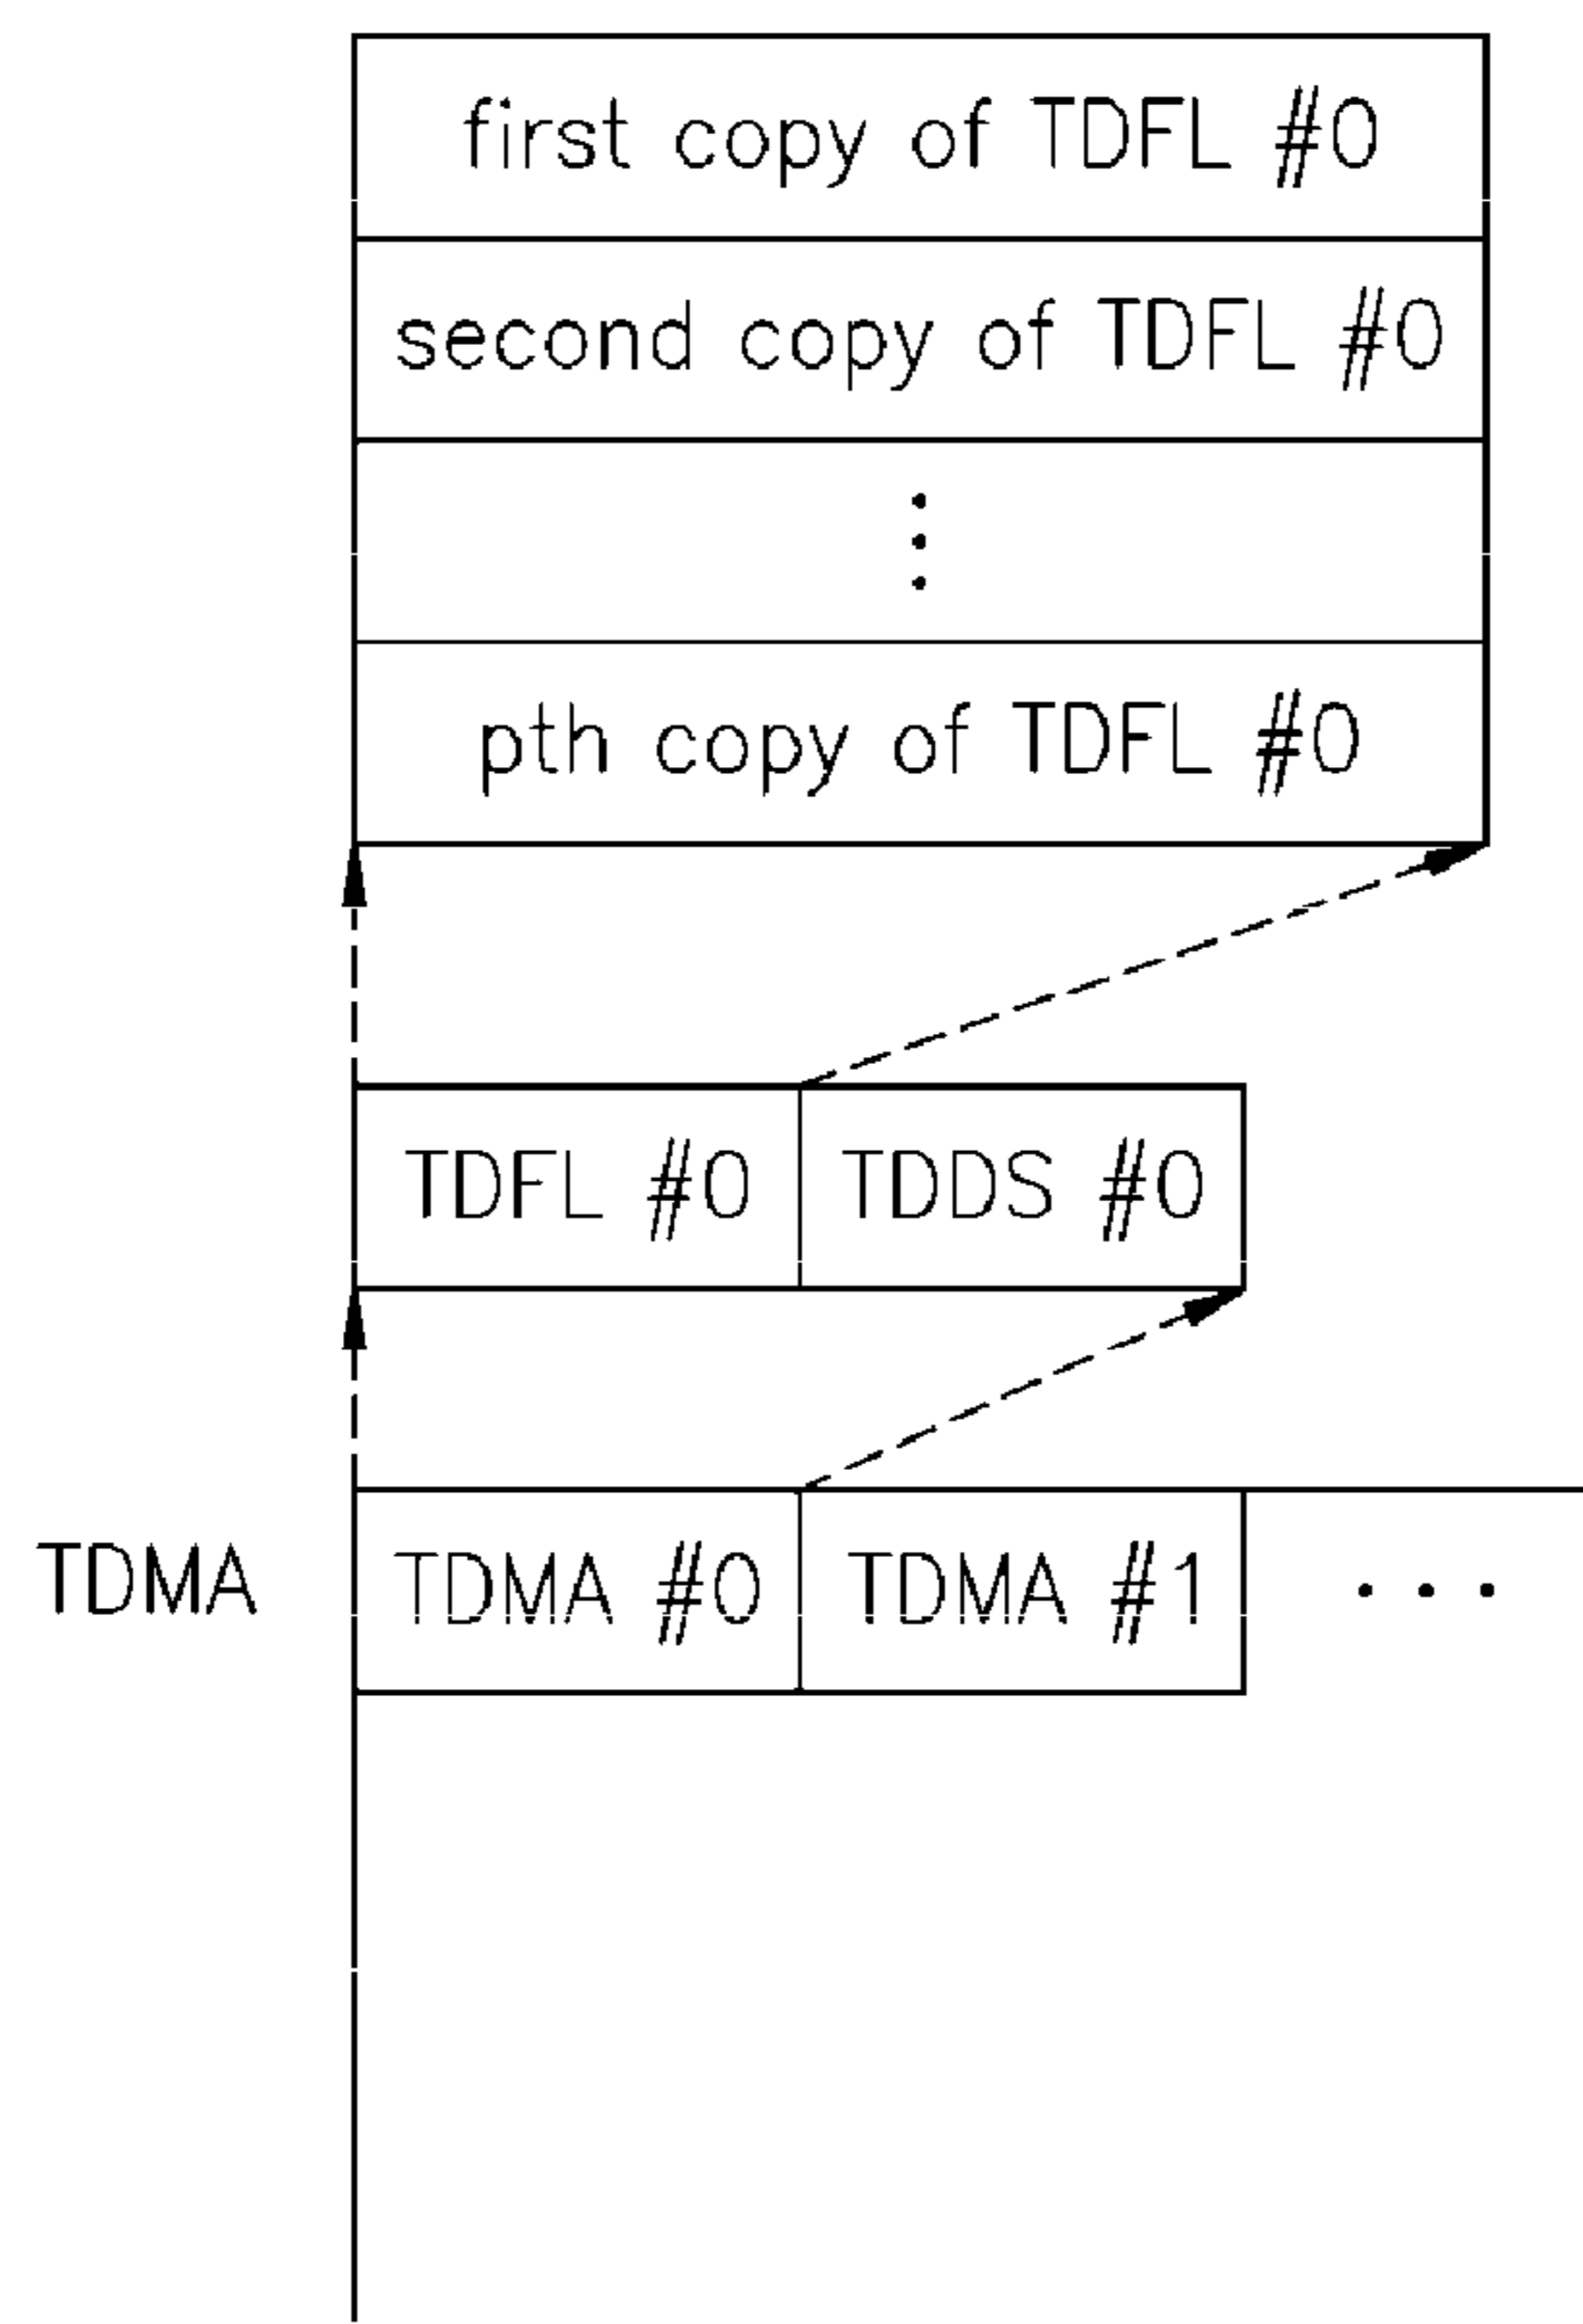 first copy of TDFL #0
second copy of TDFL #0
⋮
pth copy of TDFL #0
TDFL #0 TDDS #0
TDMA TDMA #0 TDMA #1 ...